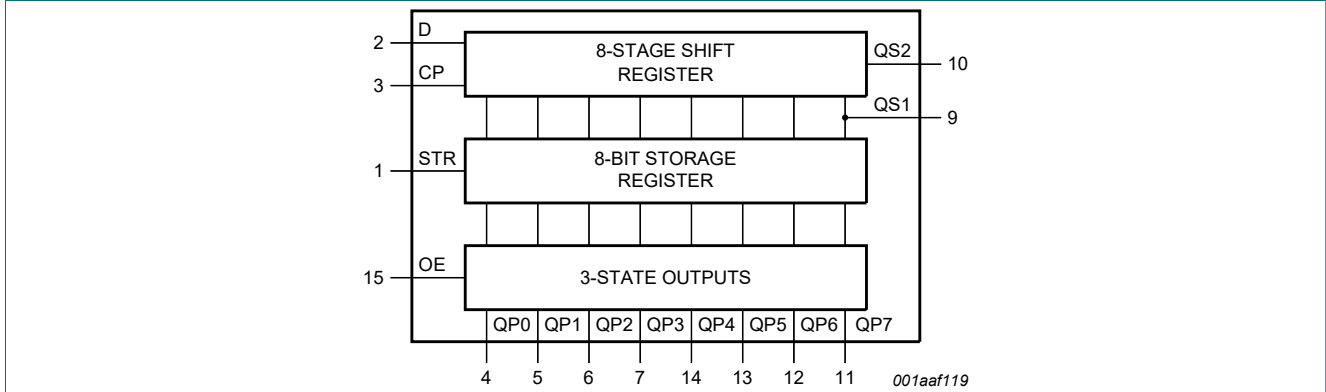 D
2
8-STAGE SHIFT
REGISTER
QS2
10
CP
3
QS1
9
STR
1
8-BIT STORAGE
REGISTER
OE
15
3-STATE OUTPUTS
QP0 QP1 QP2 QP3 QP4 QP5 QP6 QP7
4 5 6 7 14 13 12 11
001aaf119